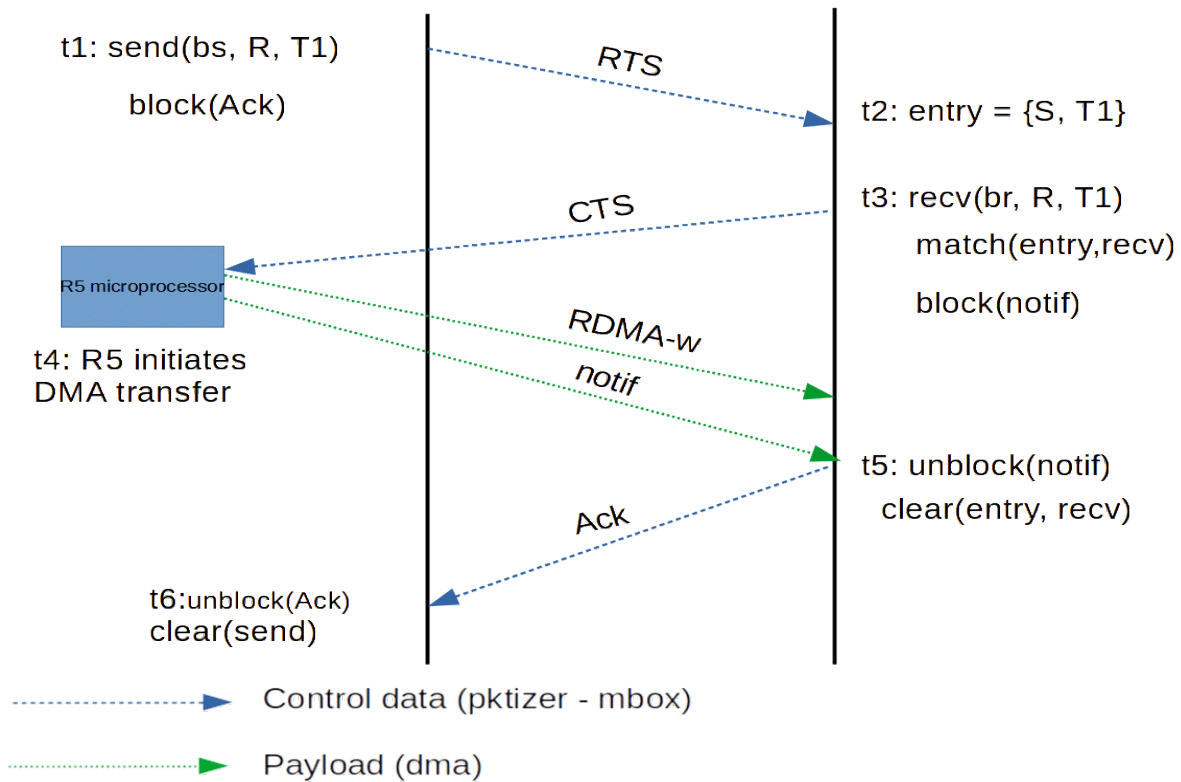 t1: send(bs, R, T1)
block(Ack)
RTS
t2: entry = {S, T1}
t3: recv(br, R, T1)
match(entry,recv)
block(notif)
CTS
R5 microprocessor
t4: R5 initiates
DMA transfer
RDMA-w
notif
t5: unblock(notif)
clear(entry, recv)
Ack
t6:unblock(Ack)
clear(send)
Control data (pktizer - mbox)
Payload (dma)